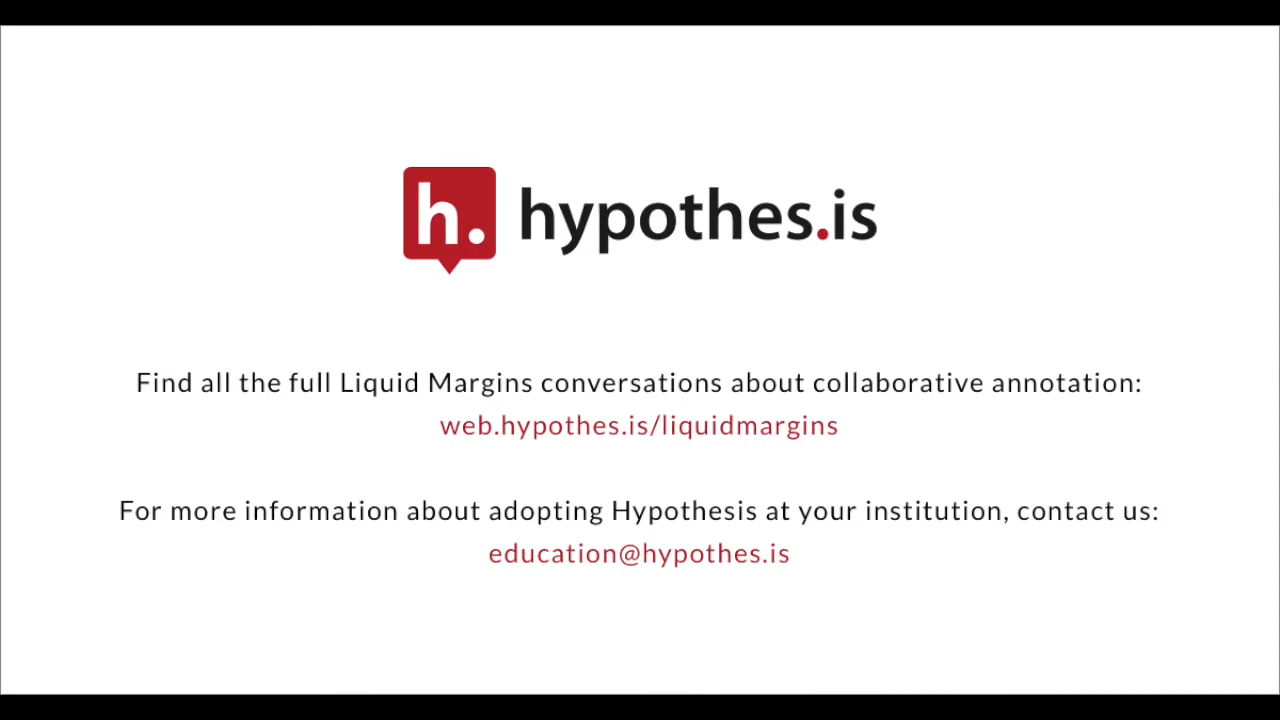 h. hypothes.is
Find all the full Liquid Margins conversations about collaborative annotation:
web.hypothes.is/liquidmargins
For more information about adopting Hypothesis at your institution, contact us:
education@hypothes.is